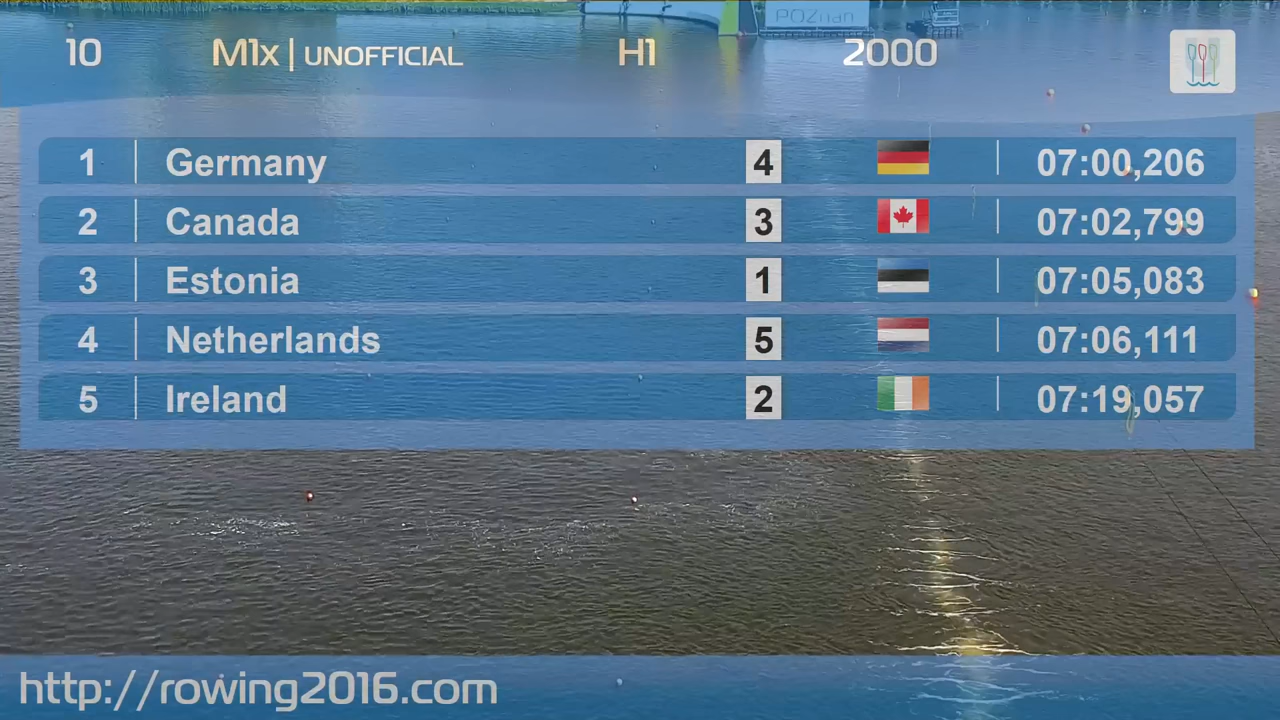 POZnan
10 M1x | UNOFFICIAL H1 2000
1 Germany 4 07:00,206
2 Canada 3 07:02,799
3 Estonia 1 07:05,083
4 Netherlands 5 07:06,111
5 Ireland 2 07:19,057
http://rowing2016.com